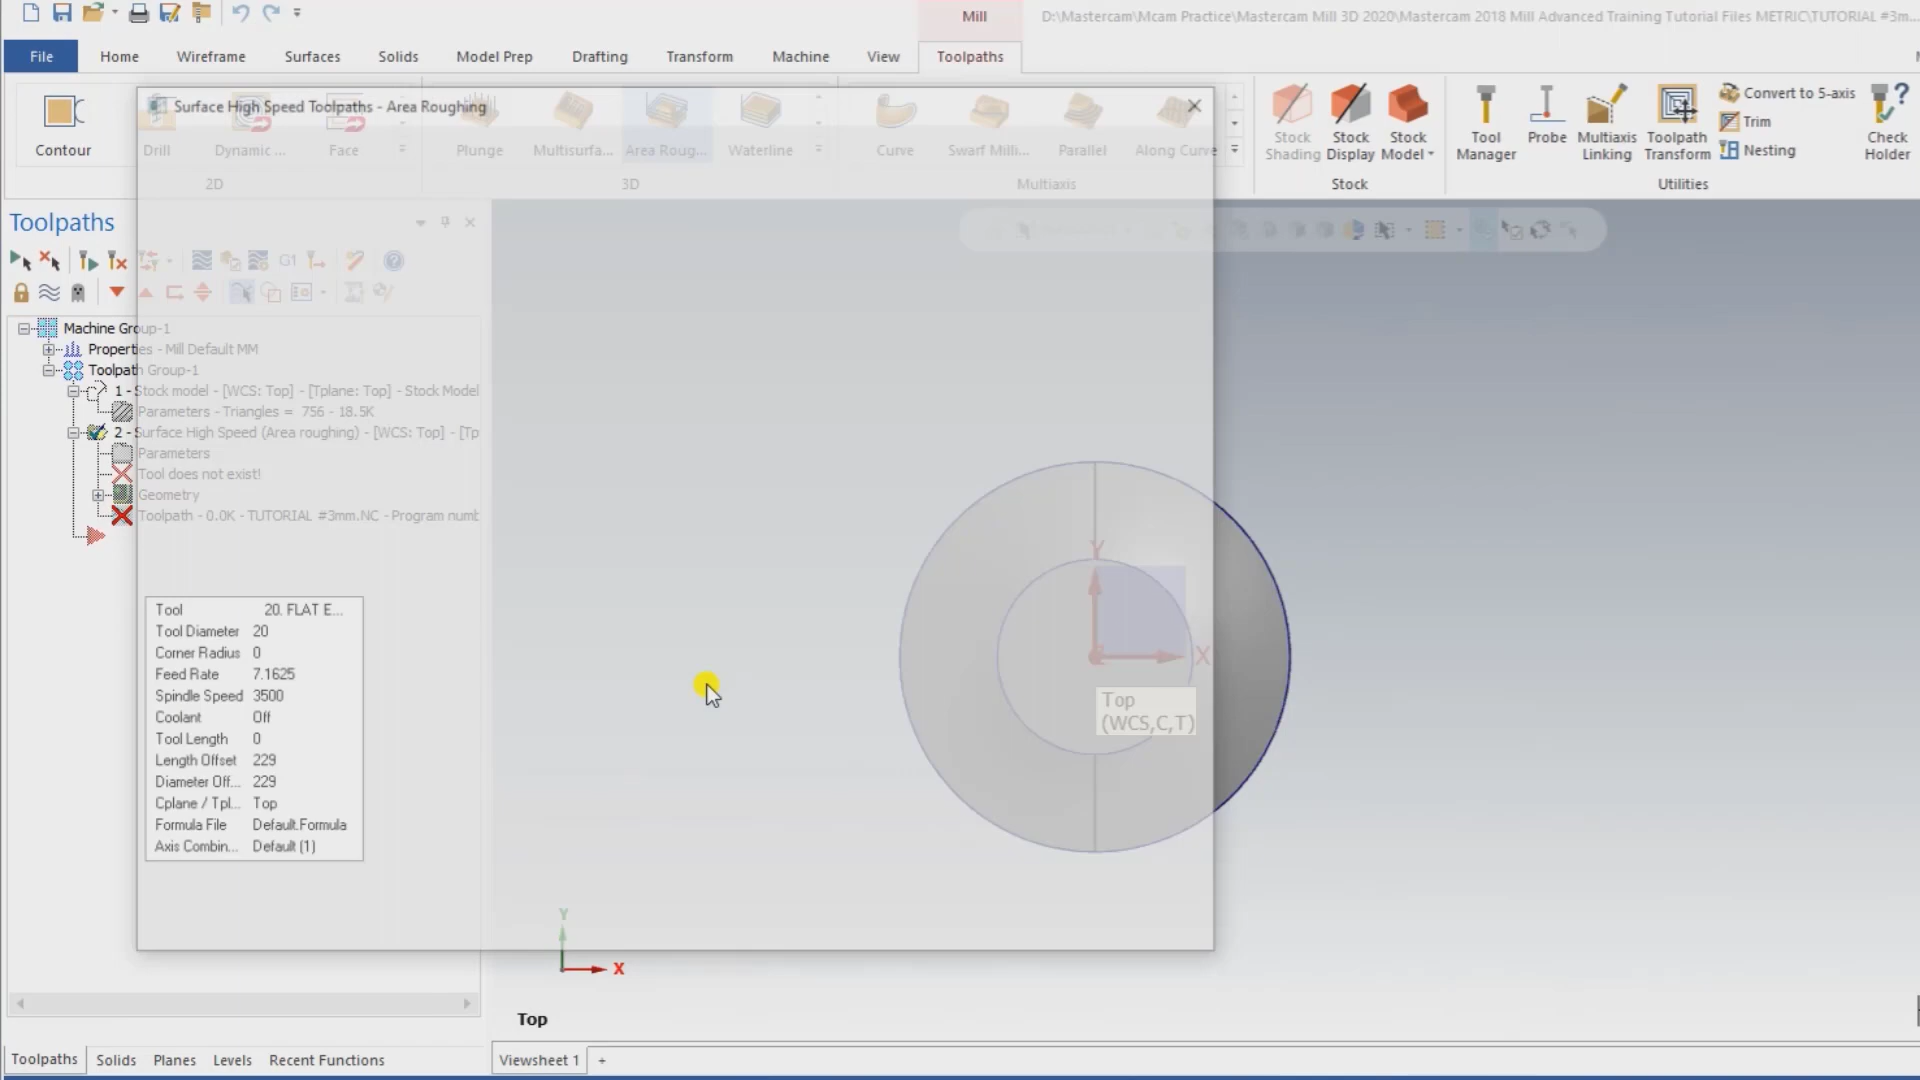 Mill
D:\Mastercam\Mcam Practice\Mastercam Mill 3D 2020\Mastercam 2018 Mill Advanced Training Tutorial Files METRIC\TUTORIAL #3m...
File
Home
Wireframe
Surfaces
Solids
Model Prep
Drafting
Transform
Machine
View
Toolpaths
Surface High Speed Toolpaths - Area Roughing
Contour
Drill
Dynamic ...
Face
Plunge
Multisurfa...
Area Roug...
Waterline
Curve
Swarf Milli...
Parallel
Along Curve
Stock Shading
Stock Display
Stock Model
Tool Manager
Probe
Multiaxis Linking
Toolpath Transform
Convert to 5-axis
Trim
Nesting
Check Holder
2D
3D
Multiaxis
Stock
Utilities
Toolpaths
G1
Machine Group-1
Properties - Mill Default MM
Toolpath Group-1
1 - Stock model - [WCS: Top] - [Tplane: Top] - Stock Model
Parameters - Triangles = 756 - 18.5K
2 - Surface High Speed (Area roughing) - [WCS: Top] - [Tp
Parameters
Tool does not exist!
Geometry
Toolpath - 0.0K - TUTORIAL #3mm.NC - Program numb
Tool 20. FLAT E...
Tool Diameter 20
Corner Radius 0
Feed Rate 7.1625
Spindle Speed 3500
Coolant Off
Tool Length 0
Length Offset 229
Diameter Off... 229
Cplane / Tpl... Top
Formula File Default.Formula
Axis Combin... Default (1)
Y
X
Top
(WCS,C,T)
Y
X
Top
Toolpaths
Solids
Planes
Levels
Recent Functions
Viewsheet 1
+